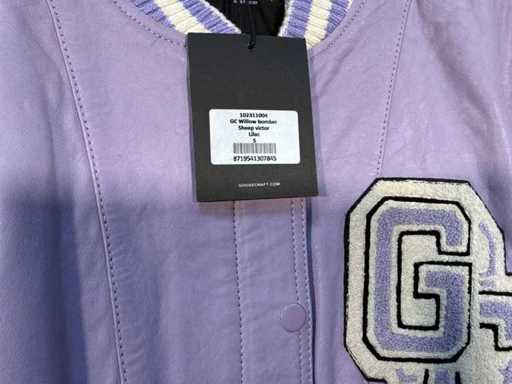 102311004
GC Willow bomber
Sheep victor
Lilac
S
8719541307845
GOOSECRAFT.COM
G